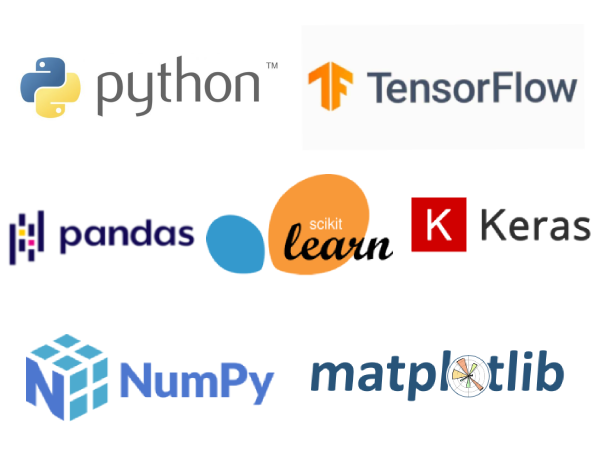 python™
TensorFlow
pandas
scikit
learn
K Keras
NumPy
matplotlib